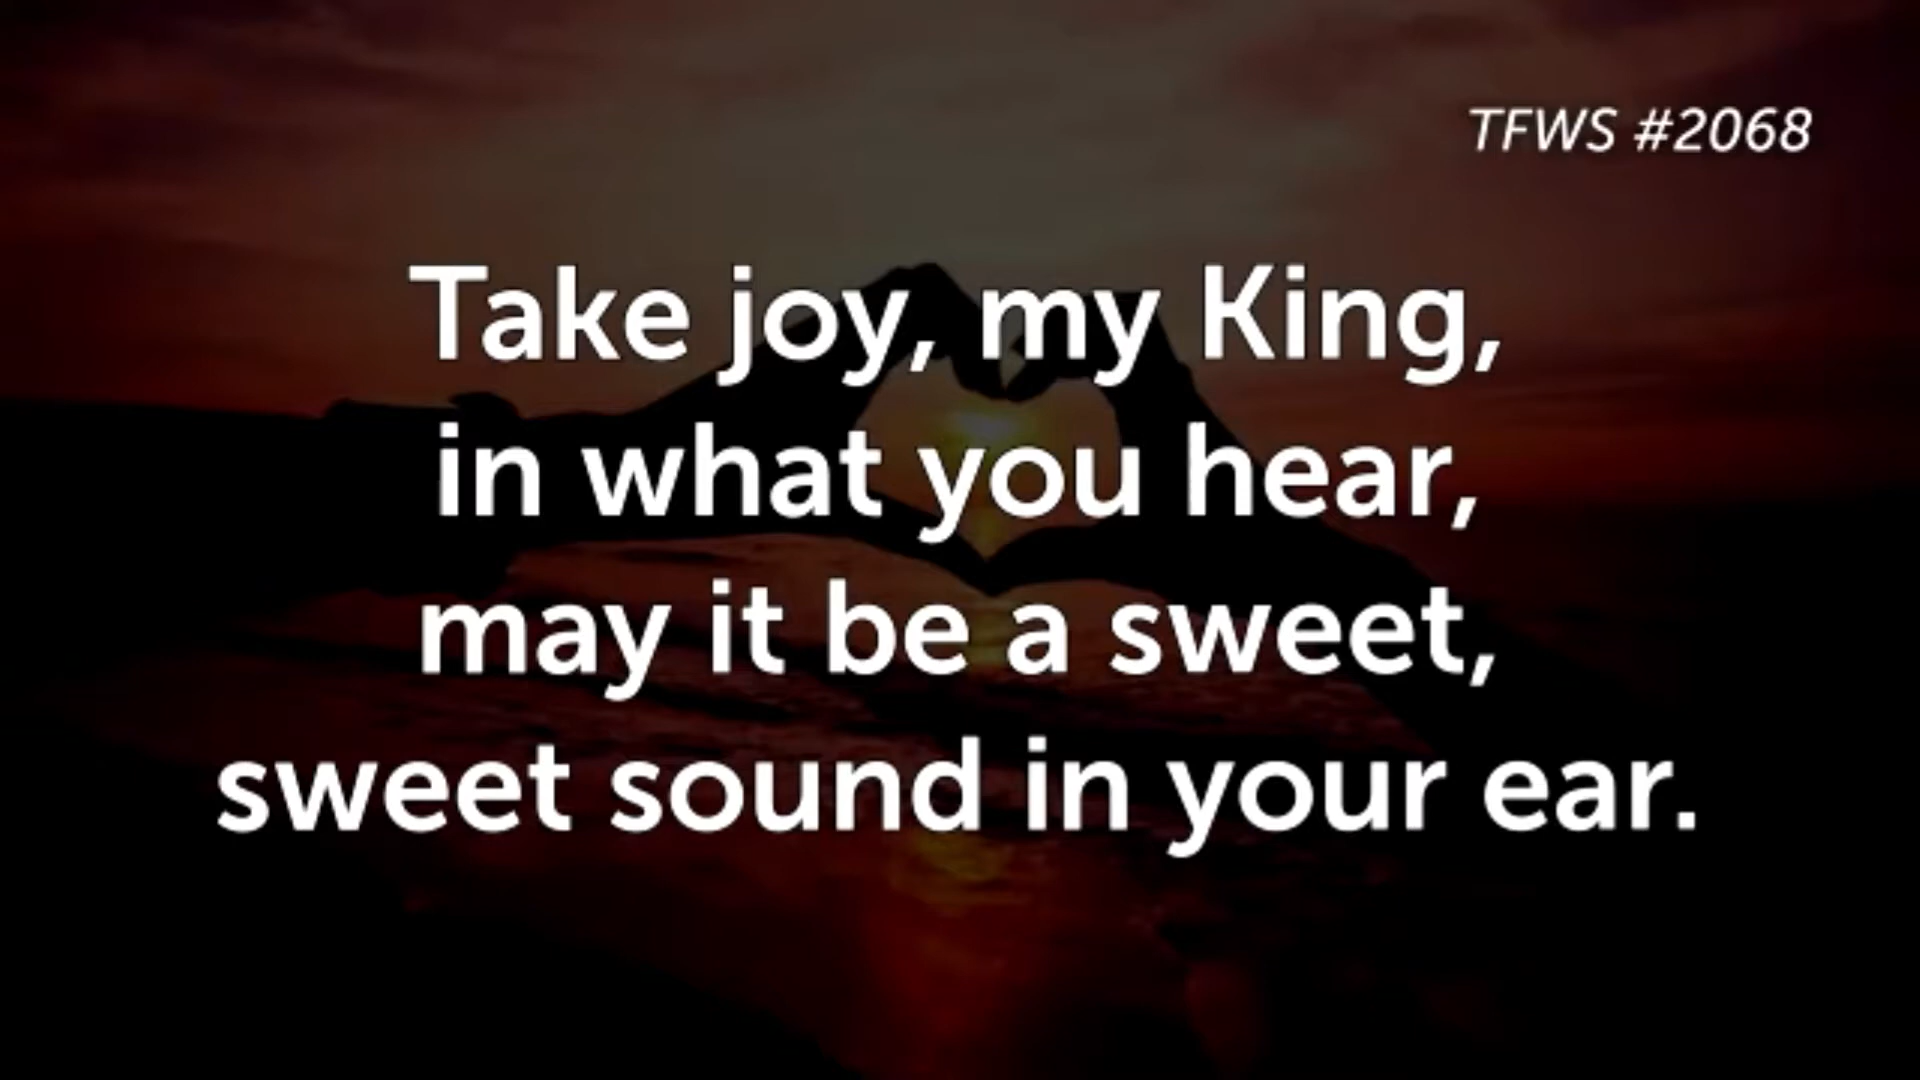 TFWS #2068
Take joy, my King,
in what you hear,
may it be a sweet,
sweet sound in your ear.